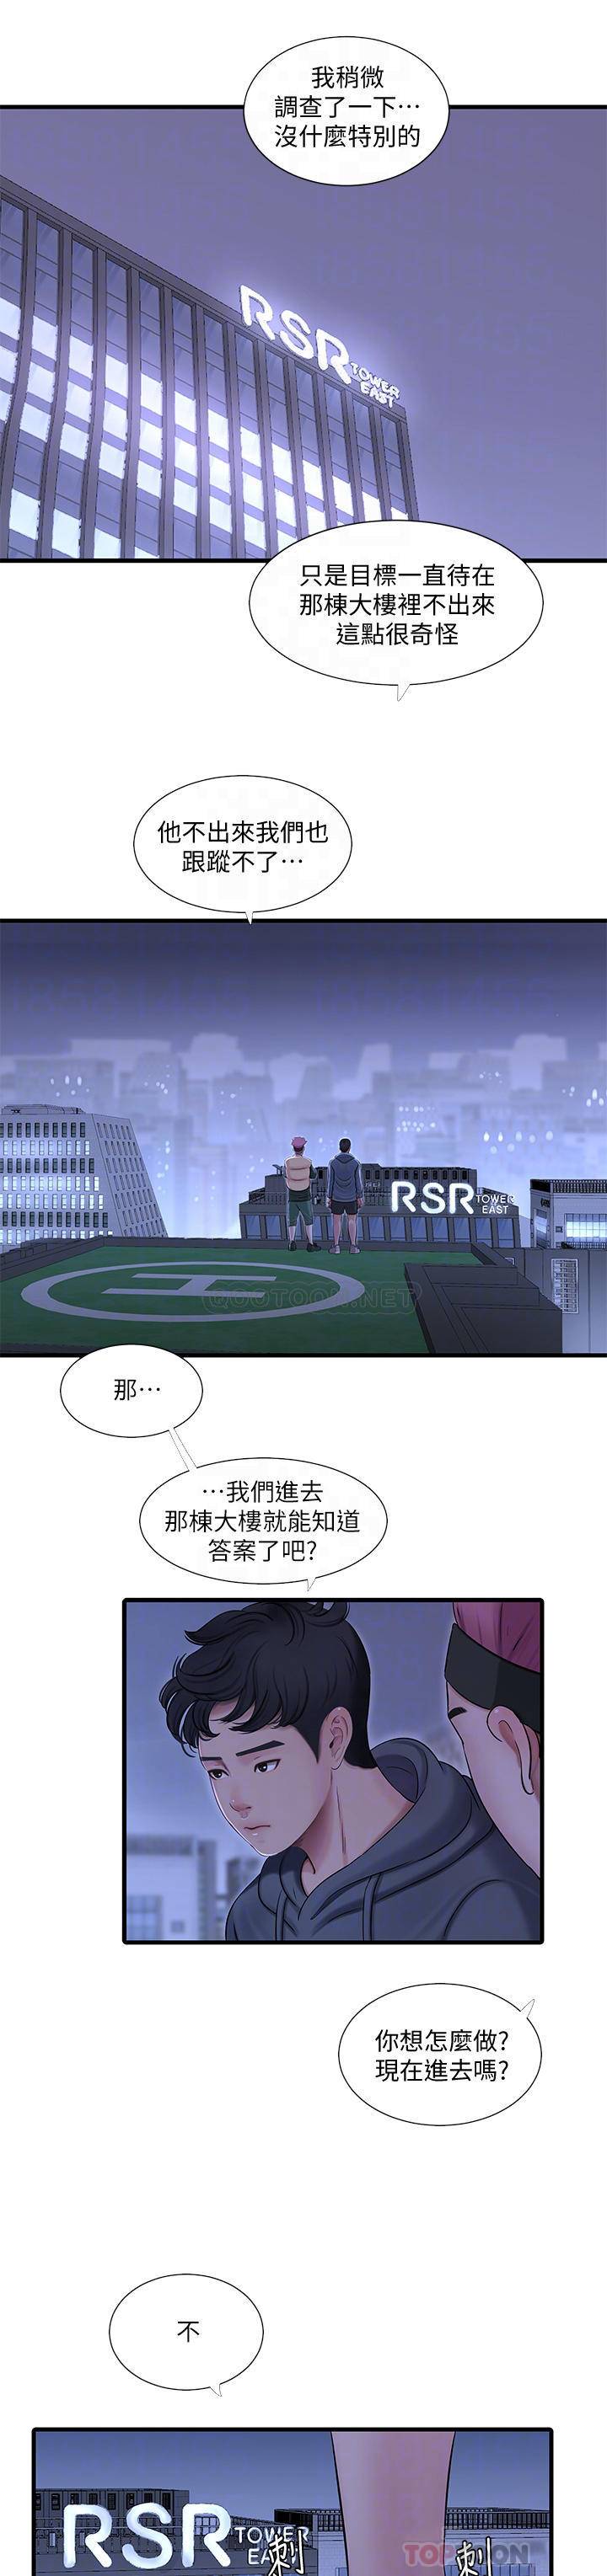 我稍微
調查了一下…
沒什麼特別的
RSR
TOWER
EAST
只是目標一直待在
那棟大樓裡不出來
這點很奇怪
他不出來我們也
跟蹤不了…
RSR TOWER
EAST
GOOTOON.NET
那…
…我們進去
那棟大樓就能知道
答案了吧?
你想怎麼做?
現在進去嗎?
不
RSR TOWER
EAST
刺
刺